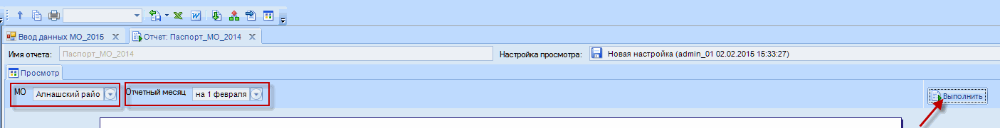 Ввод данных МО_2015 Отчет: Паспорт_МО_2014
Имя отчета: Паспорт_МО_2014 Настройка просмотра: Новая настройка (admin_01 02.02.2015 15:33:27)
Просмотр
МО Алнашский райо Отчетный месяц на 1 февраля Выполнить